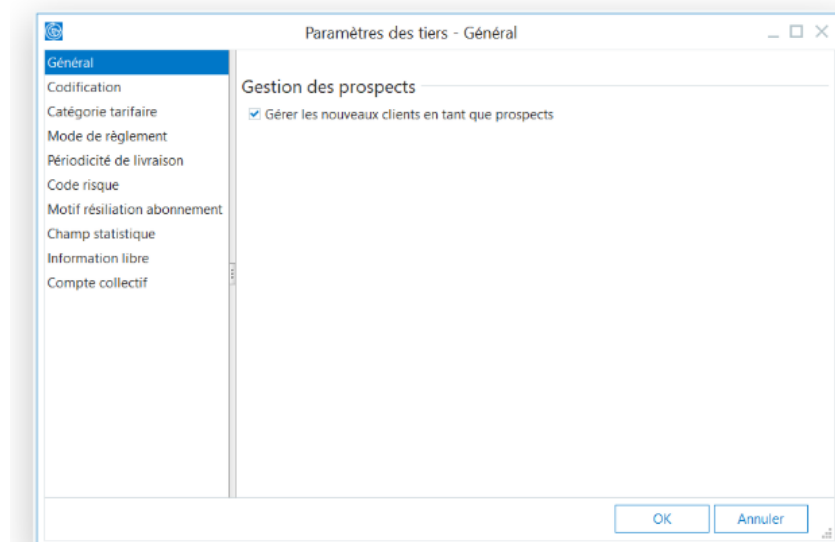 Paramètres des tiers - Général
Général
Codification
Catégorie tarifaire
Mode de règlement
Périodicité de livraison
Code risque
Motif résiliation abonnement
Champ statistique
Information libre
Compte collectif
Gestion des prospects
Gérer les nouveaux clients en tant que prospects
OK
Annuler